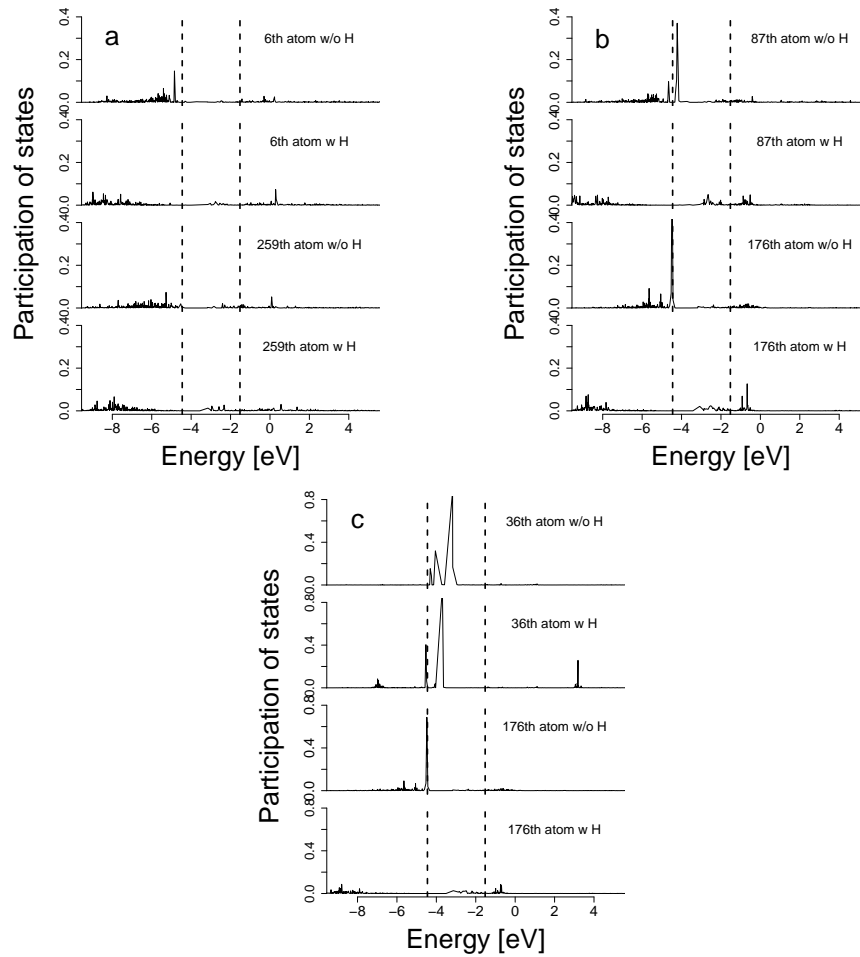 a
6th atom w/o H
6th atom w H
259th atom w/o H
259th atom w H
Participation of states
0.0 0.2 0.4
0.0 0.2 0.4
0.0 0.2 0.4
0.0 0.2 0.4
−8 −6 −4 −2 0 2 4
Energy [eV]
b
87th atom w/o H
87th atom w H
176th atom w/o H
176th atom w H
Participation of states
0.0 0.2 0.4
0.0 0.2 0.4
0.0 0.2 0.4
0.0 0.2 0.4
−8 −6 −4 −2 0 2 4
Energy [eV]
c
36th atom w/o H
36th atom w H
176th atom w/o H
176th atom w H
Participation of states
0.0 0.4 0.8
0.0 0.4 0.8
0.0 0.4 0.8
0.0 0.4 0.8
−8 −6 −4 −2 0 2 4
Energy [eV]